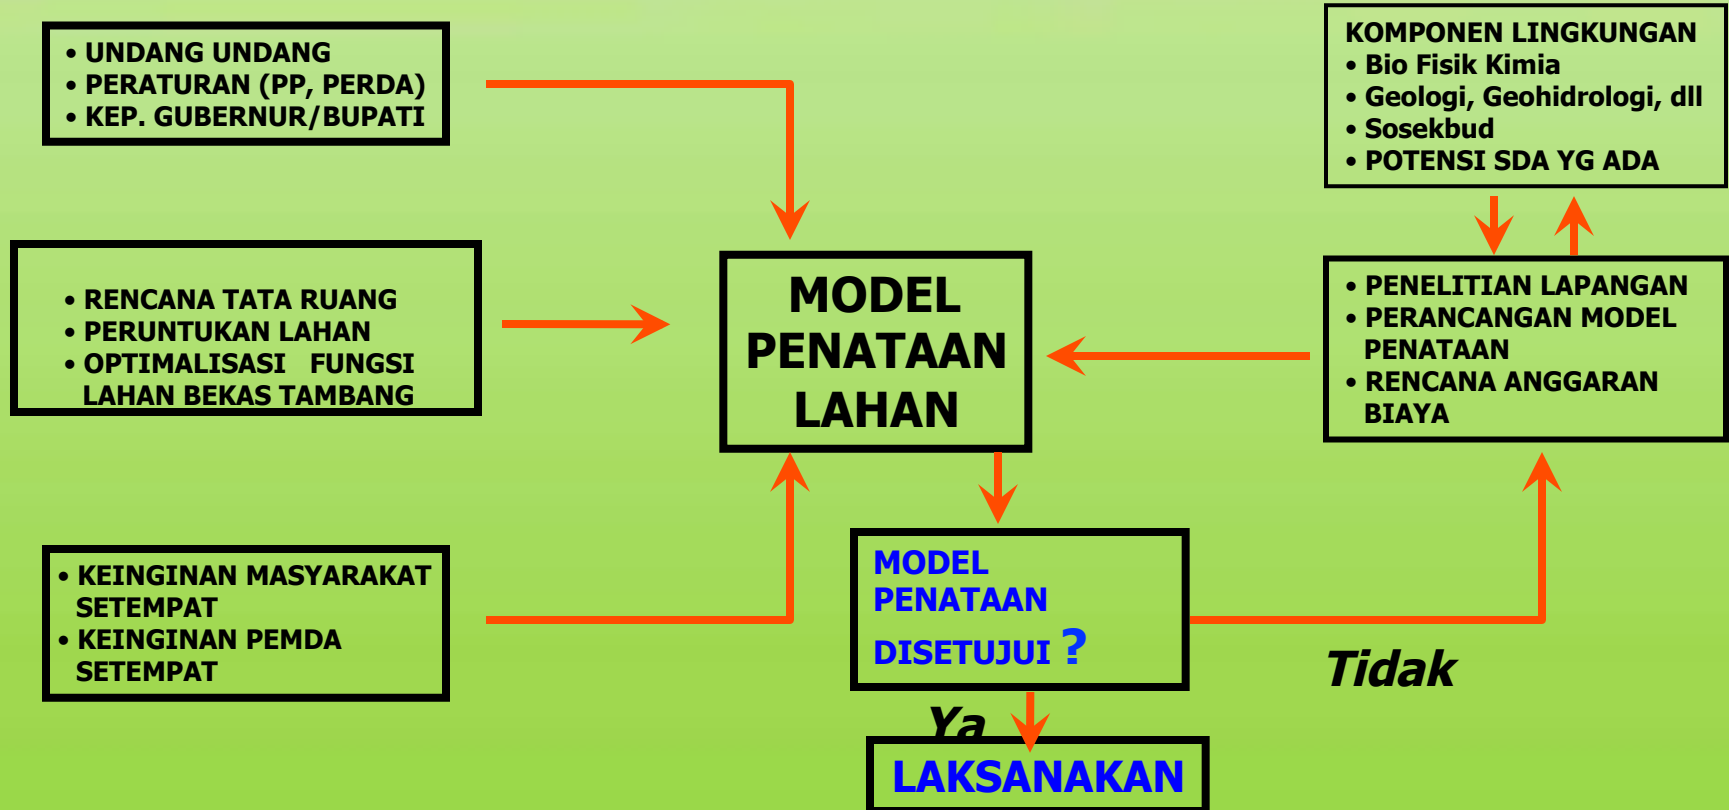 • UNDANG UNDANG
• PERATURAN (PP, PERDA)
• KEP. GUBERNUR/BUPATI
• RENCANA TATA RUANG
• PERUNTUKAN LAHAN
• OPTIMALISASI FUNGSI
LAHAN BEKAS TAMBANG
• KEINGINAN MASYARAKAT
SETEMPAT
• KEINGINAN PEMDA
SETEMPAT
MODEL
PENATAAN
LAHAN
MODEL
PENATAAN
DISETUJUI ?
Ya
LAKSANAKAN
Tidak
KOMPONEN LINGKUNGAN
• Bio Fisik Kimia
• Geologi, Geohidrologi, dll
• Sosekbud
• POTENSI SDA YG ADA
• PENELITIAN LAPANGAN
• PERANCANGAN MODEL
PENATAAN
• RENCANA ANGGARAN
BIAYA